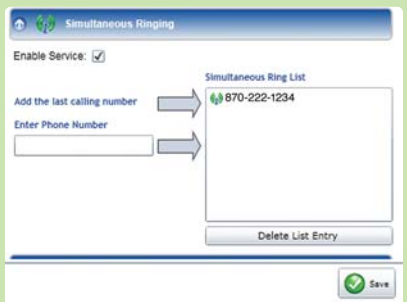 Simultaneous Ringing
Enable Service:
Simultaneous Ring List
Add the last calling number
870-222-1234
Enter Phone Number
Delete List Entry
Save